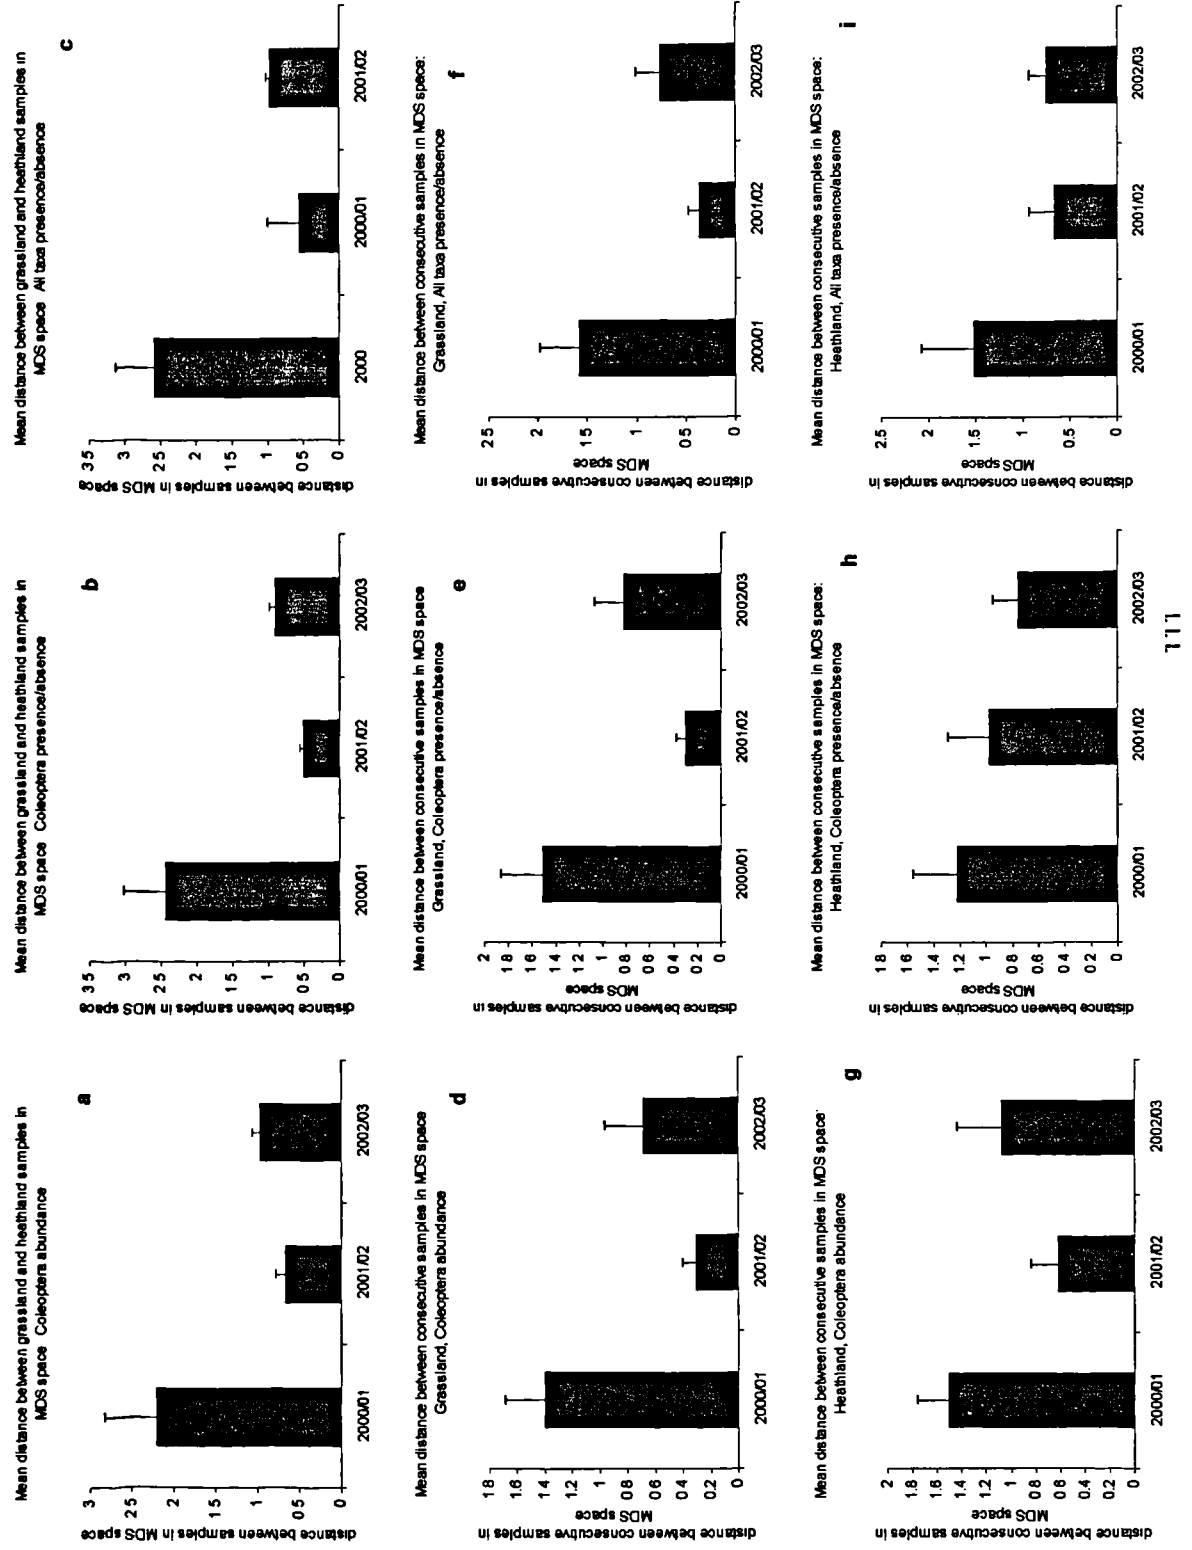 Mean distance between grassland and heathland samples in
MDS space Coleoptera abundance
a
distance between samples in MDS space
3
2 5
2
1 5
1
0 5
0
2000/01
2001/02
2002/03
Mean distance between grassland and heathland samples in
MDS space Coleoptera presence/absence
b
distance between samples in MDS space
3 5
3
2 5
2
1 5
1
0 5
0
2000/01
2001/02
2002/03
Mean distance between grassland and heathland samples in
MDS space All taxa presence/absence
c
distance between samples in MDS space
3 5
3
2 5
2
1 5
1
0 5
0
2000
2000/01
2001/02
Mean distance between consecutive samples in MDS space
Grassland, Coleoptera abundance
d
distance between consecutive samples in
MDS space
1.8
1 6
1.4
1.2
1
0 8
0 6
0 4
0.2
0
2000/01
2001/02
2002/03
Mean distance between consecutive samples in MDS space
Grassland, Coleoptera presence/absence
e
distance between consecutive samples in
MDS space
2
1 8
1 6
1.4
1.2
1
0 8
0 6
0 4
0.2
0
2000/01
2001/02
2002/03
Mean distance between consecutive samples in MDS space:
Grassland, All taxa presence/absence
f
distance between consecutive samples in
MDS space
2 5
2
1.5
1
0.5
0
2000/01
2001/02
2002/03
Mean distance between consecutive samples in MDS space:
Heathland, Coleoptera abundance
g
distance between consecutive samples in
MDS space
2
1.8
1 6
1.4
1.2
1
0 8
0 6
0 4
0.2
0
2000/01
2001/02
2002/03
Mean distance between consecutive samples in MDS space:
Heathland, Coleoptera presence/absence
h
distance between consecutive samples in
MDS space
1.8
1 6
1.4
1.2
1
0 8
0 6
0 4
0.2
0
2000/01
2001/02
2002/03
Mean distance between consecutive samples in MDS space:
Heathland, All taxa presence/absence
i
distance between consecutive samples in
MDS space
2.5
2
1.5
1
0.5
0
2000/01
2001/02
2002/03
111